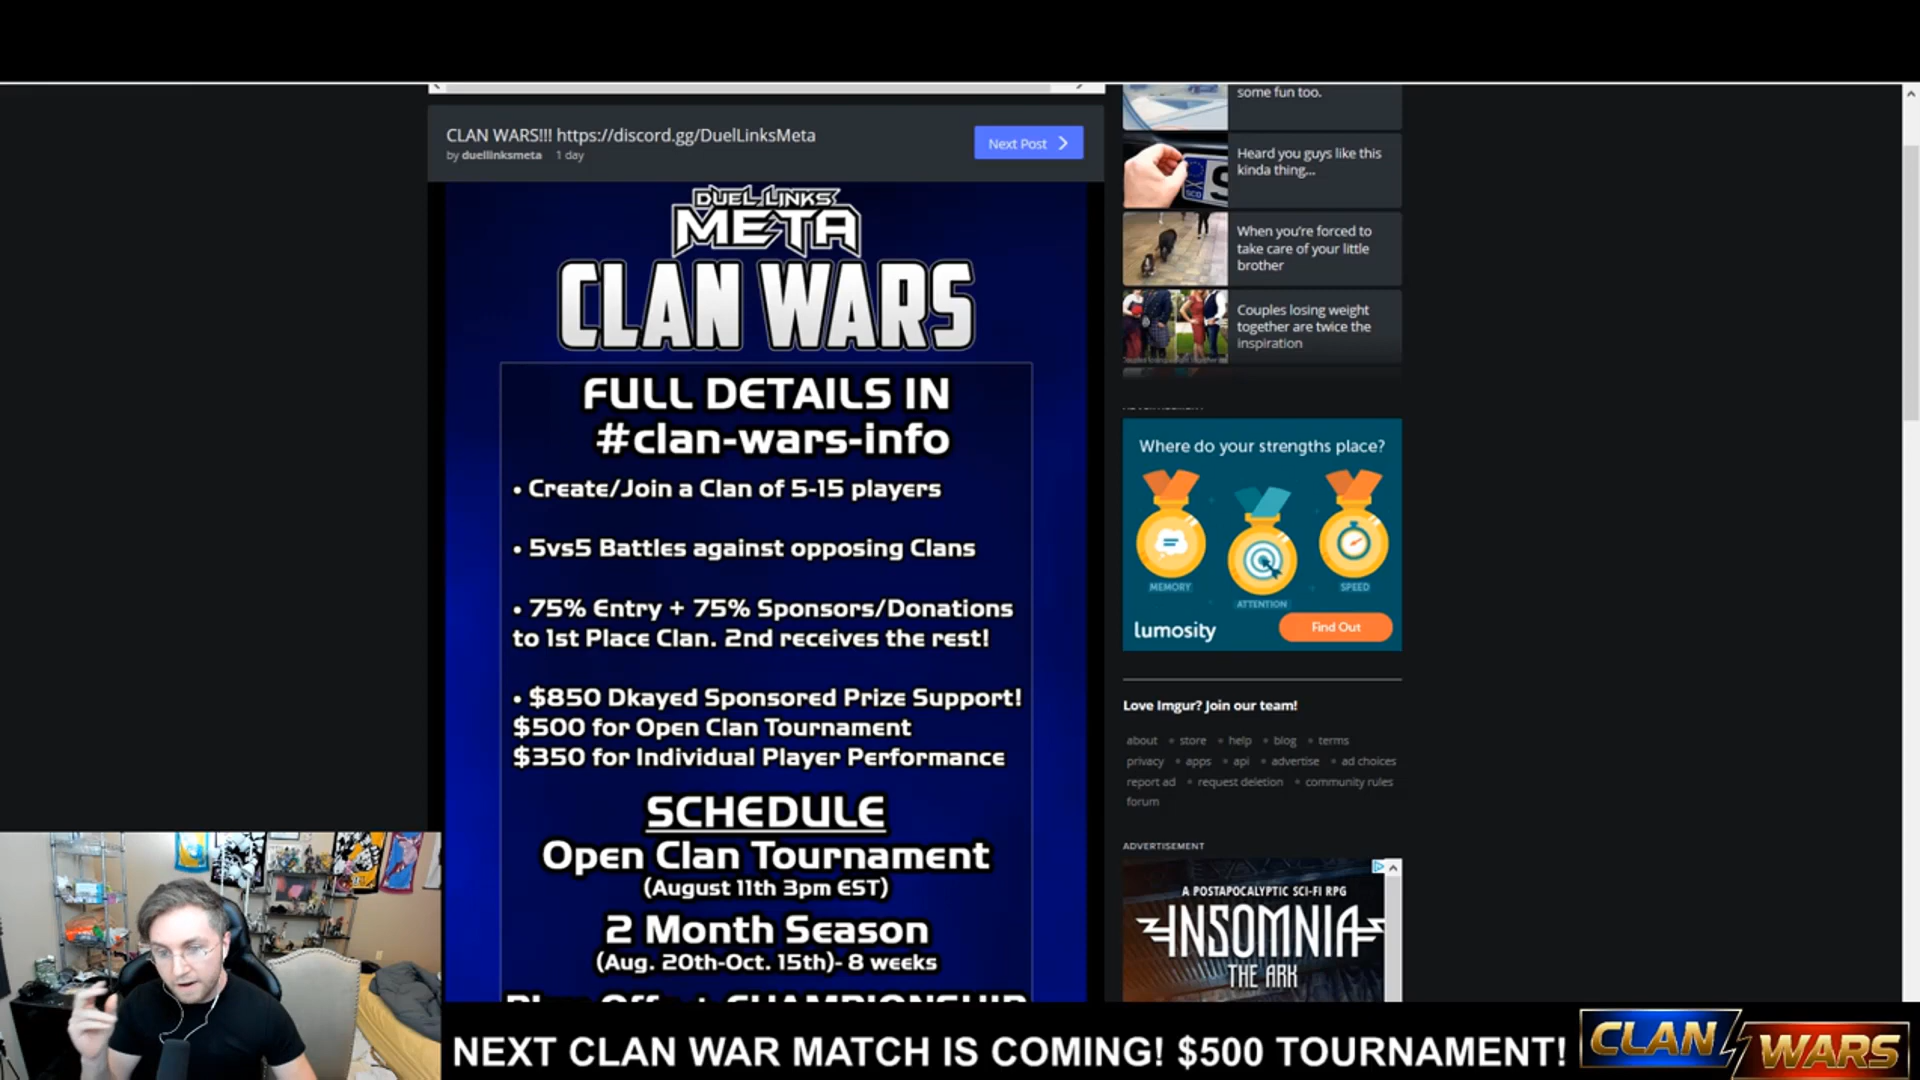 CLAN WARS!!! https://discord.gg/DuelLinksMeta
by duellinksmeta 1 day
Next Post
DUEL LINKS
META
CLAN WARS
FULL DETAILS IN
#clan-wars-info
• Create/Join a Clan of 5-15 players
• 5vs5 Battles against opposing Clans
• 75% Entry + 75% Sponsors/Donations
to 1st Place Clan. 2nd receives the rest!
• $850 Dkayed Sponsored Prize Support!
$500 for Open Clan Tournament
$350 for Individual Player Performance
SCHEDULE
Open Clan Tournament
(August 11th 3pm EST)
2 Month Season
(Aug. 20th-Oct. 15th)- 8 weeks
some fun too.
Heard you guys like this
kinda thing...
When you're forced to
take care of your little
brother
Couples losing weight
together are twice the
inspiration
Where do your strengths place?
MEMORY
ATTENTION
SPEED
lumosity
Find Out
Love Imgur? Join our team!
about • store • help • blog • terms
privacy • apps • api • advertise • ad choices
report ad • request deletion • community rules
forum
ADVERTISEMENT
A POSTAPOCALYPTIC SCI-FI RPG
INSOMNIA
THE ARK
NEXT CLAN WAR MATCH IS COMING! $500 TOURNAMENT!
CLAN WARS